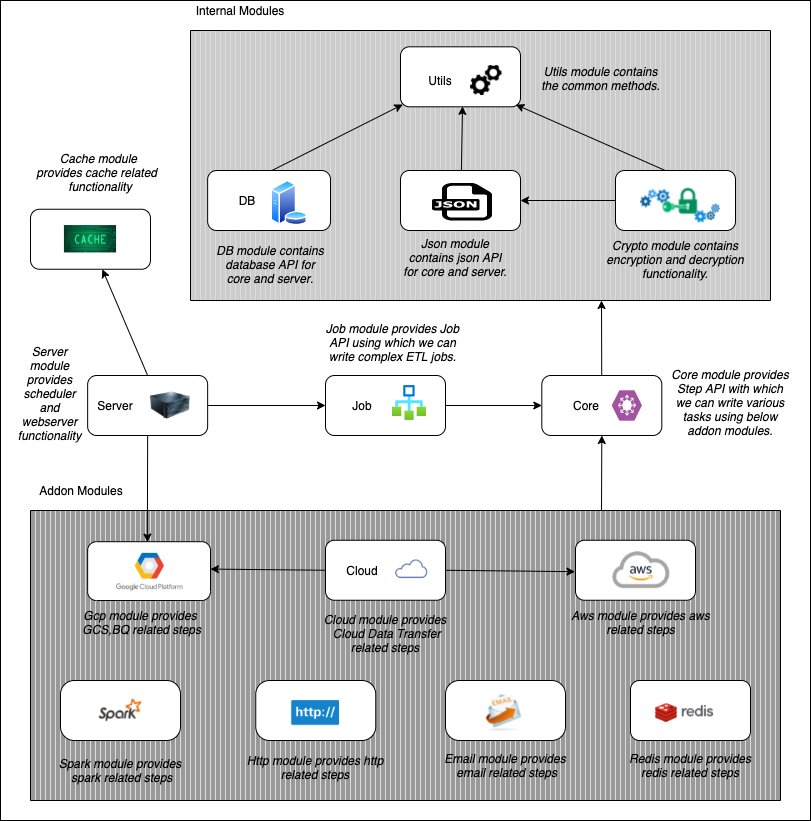 Internal Modules
Utils
Utils module contains
the common methods.
Cache module
provides cache related
functionality
CACHE
DB
JSON
DB module contains
database API for
core and server.
Json module
contains json API
for core and server.
Crypto module contains
encryption and decryption
functionality.
Job module provides Job
API using which we can
write complex ETL jobs.
Server
module
provides
scheduler
and
webserver
functionality
Server
Job
Core
Core module provides
Step API with which
we can write various
tasks using below
addon modules.
Addon Modules
Google Cloud Platform
Cloud
aws
Gcp module provides
GCS,BQ related steps
Cloud module provides
Cloud Data Transfer
related steps
Aws module provides aws
related steps
Spark
http://
EMAIL
redis
Spark module provides
spark related steps
Http module provides http
related steps
Email module provides
email related steps
Redis module provides
redis related steps